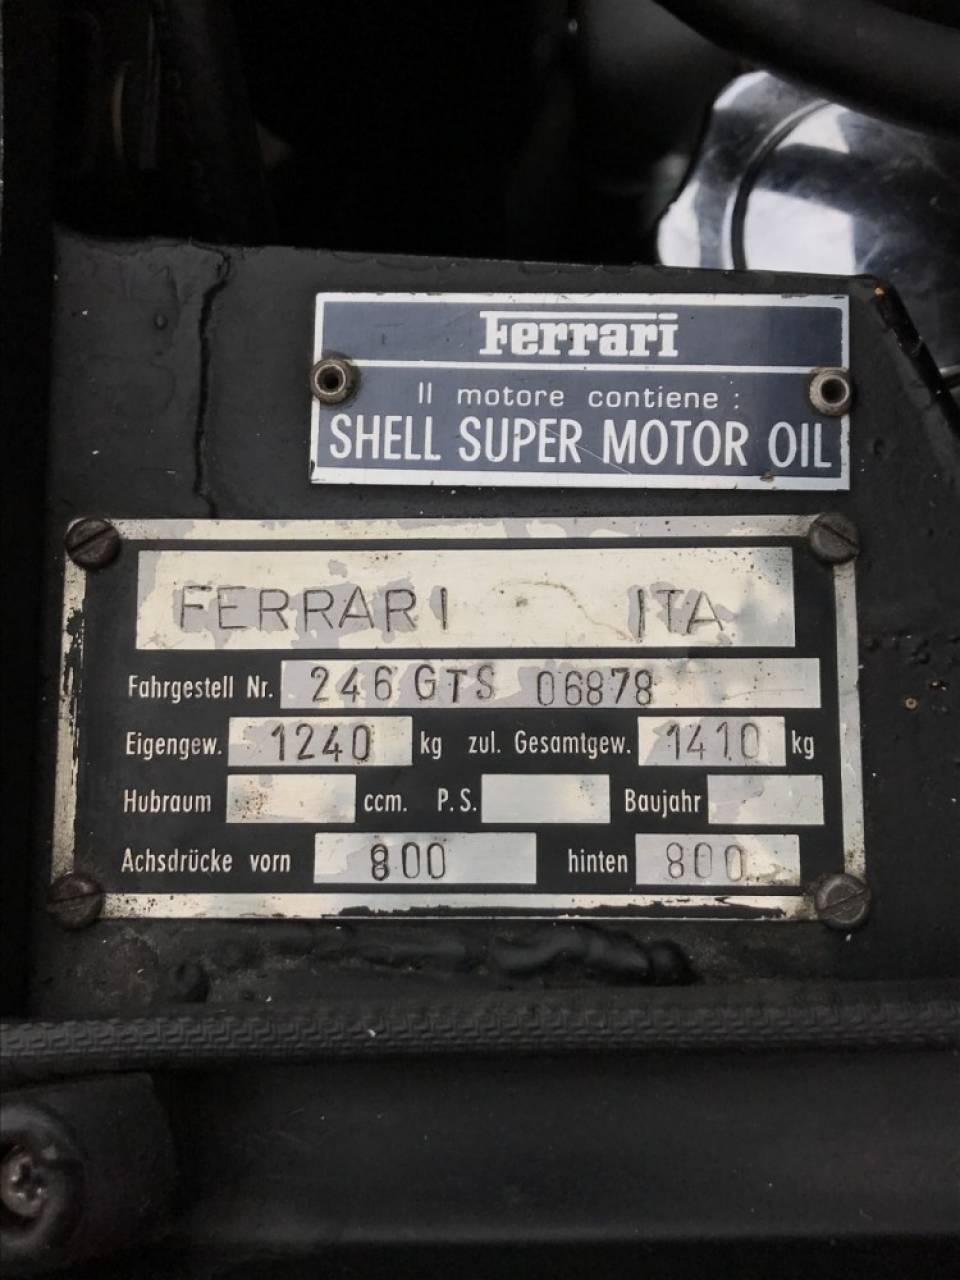 Ferrari
Il motore contiene :
SHELL SUPER MOTOR OIL
FERRARI ITA
Fahrgestell Nr. 246 GTS 06878
Eigengew. 1240 kg zul. Gesamtgew. 1410 kg
Hubraum ccm. P.S. Baujahr
Achsdrücke vorn 800 hinten 800